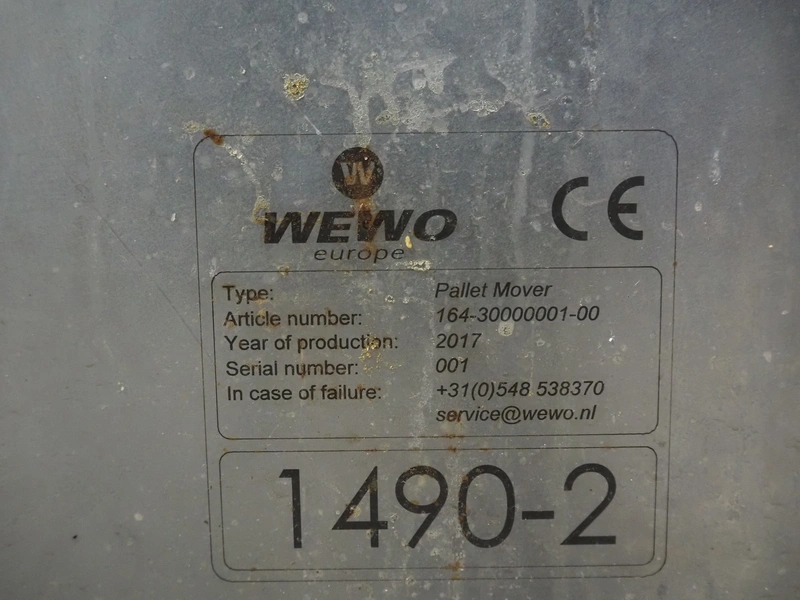 W
WEWO
europe
CE
Type: Pallet Mover
Article number: 164-30000001-00
Year of production: 2017
Serial number: 001
In case of failure: +31(0)548 538370
service@wewo.nl
1490-2